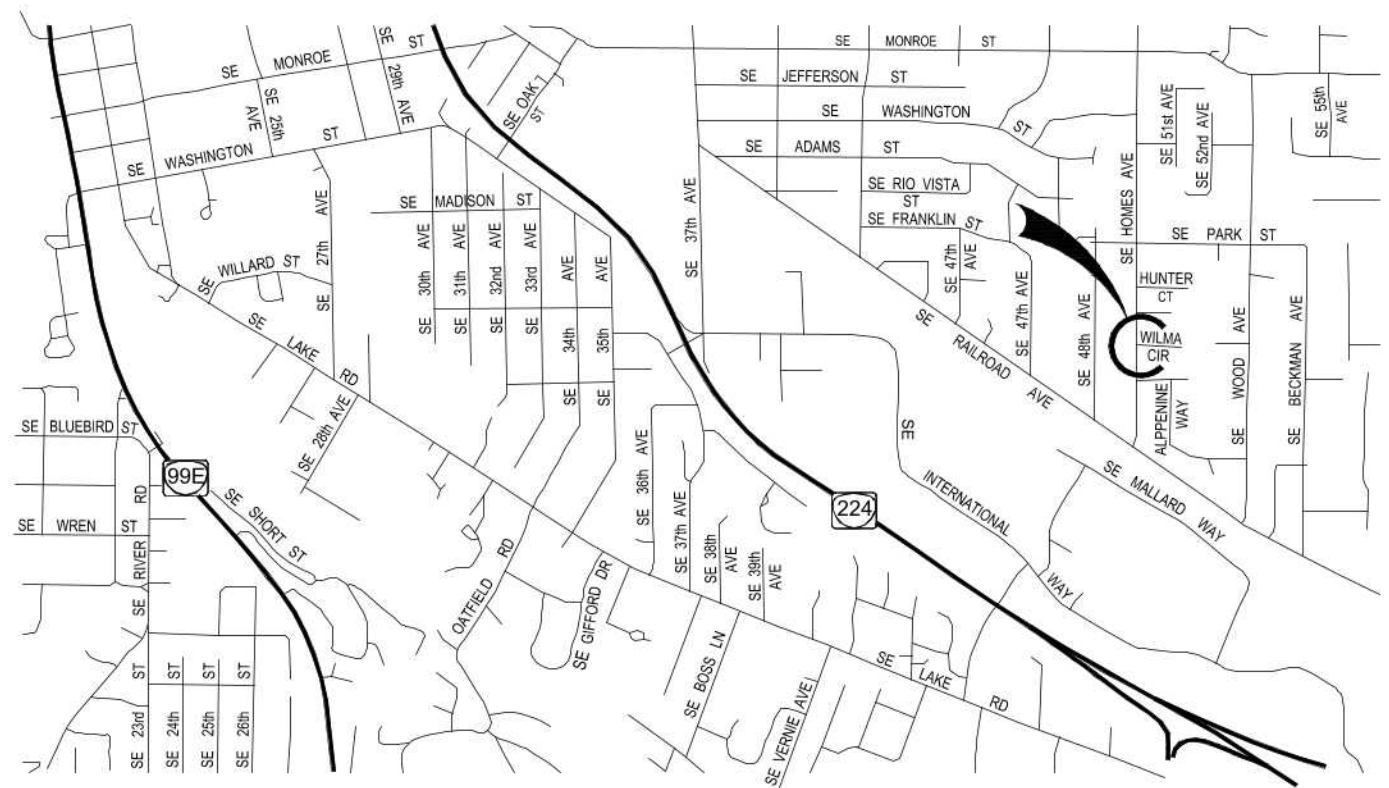 SE MONROE ST
SE MONROE ST
SE 29th AVE
SE 25th AVE
SE OAK ST
SE JEFFERSON ST
SE WASHINGTON ST
SE WASHINGTON ST
SE ADAMS ST
SE 51st AVE
SE 52nd AVE
SE 55th AVE
SE RIO VISTA ST
SE FRANKLIN ST
SE MADISON ST
SE 27th AVE
SE 30th AVE
SE 31th AVE
SE 32nd AVE
SE 33rd AVE
34th AVE SE
35th AVE SE
SE 37th AVE
SE 47th AVE
SE 47th AVE
SE 48th AVE
SE HOMES AVE
SE PARK ST
HUNTER CT
WILMA CIR
ALPPENINE WAY
SE WOOD AVE
SE BECKMAN AVE
SE WILLARD ST
SE LAKE RD
SE RAILROAD AVE
SE 28th AVE
SE BLUEBIRD ST
99E
SE SHORT ST
SE WREN ST
SE RIVER RD
SE 36th AVE
SE 37th AVE
SE 38th AVE
SE 39th AVE
224
SE INTERNATIONAL WAY
SE MALLARD WAY
OATFIELD RD
SE GIFFORD DR
SE BOSS LN
SE VERNIE AVE
SE LAKE RD
SE 23rd ST
SE 24th ST
SE 25th ST
SE 26th ST